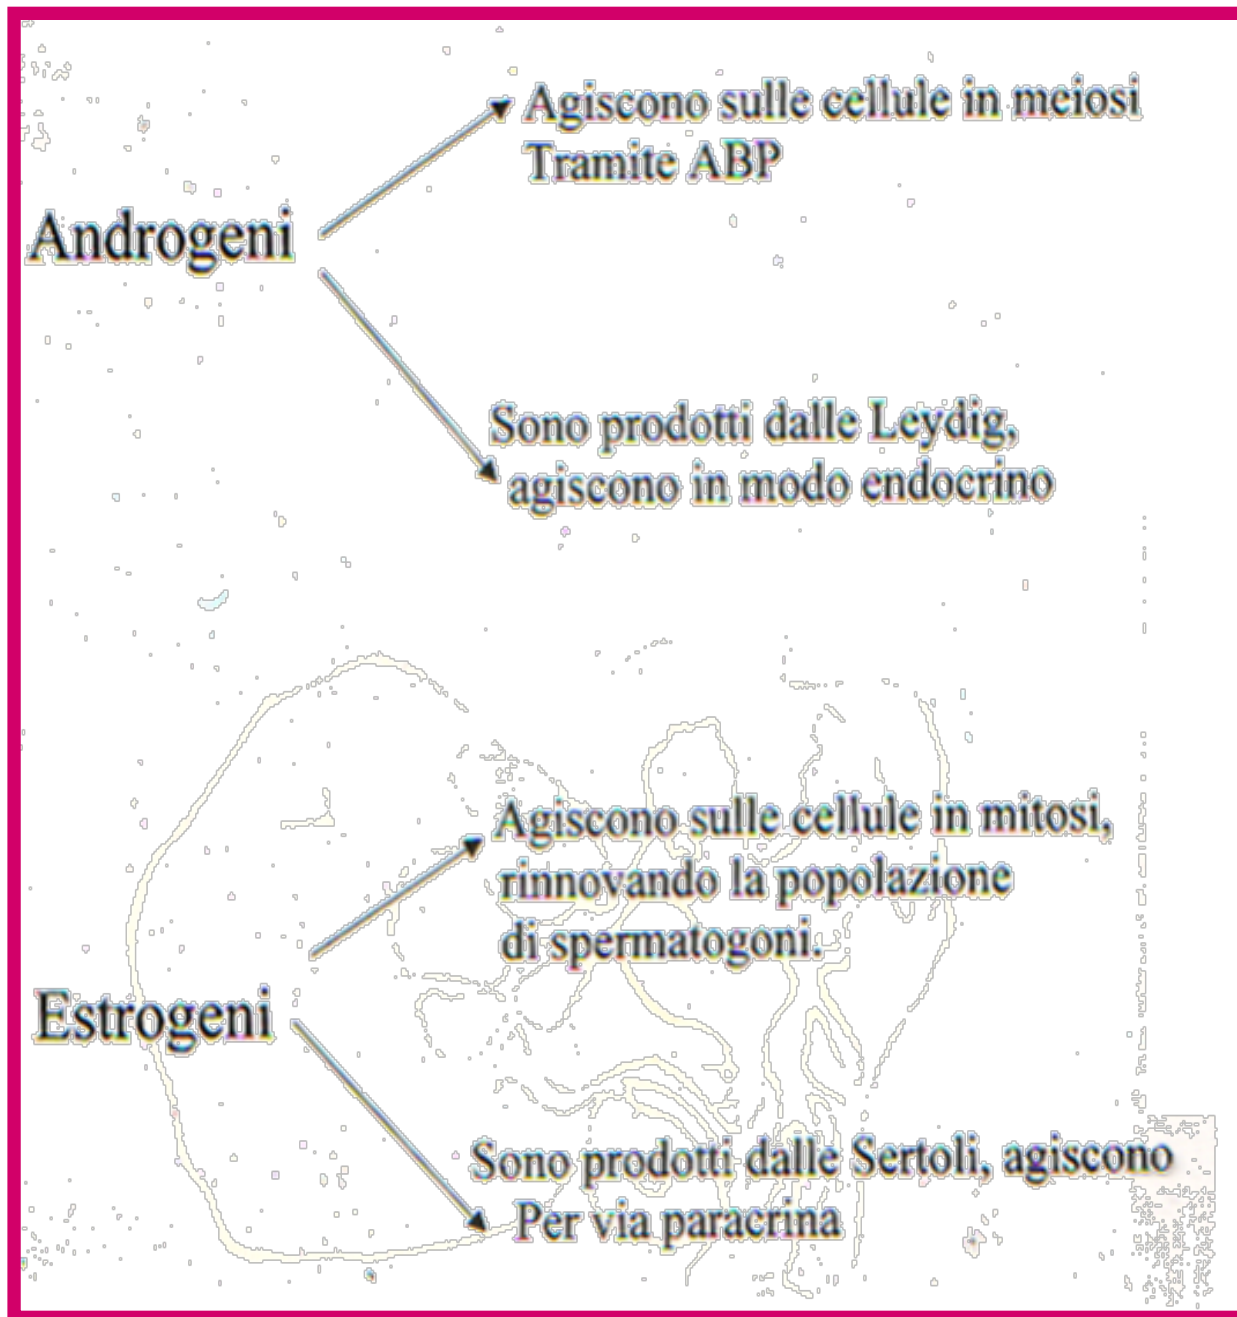 Agiscono sulle cellule in meiosi
Tramite ABP
Androgeni
Sono prodotti dalle Leydig,
agiscono in modo endocrino
Agiscono sulle cellule in mitosi,
rinnovando la popolazione
di spermatogoni.
Estrogeni
Sono prodotti dalle Sertoli, agiscono
Per via paracrina